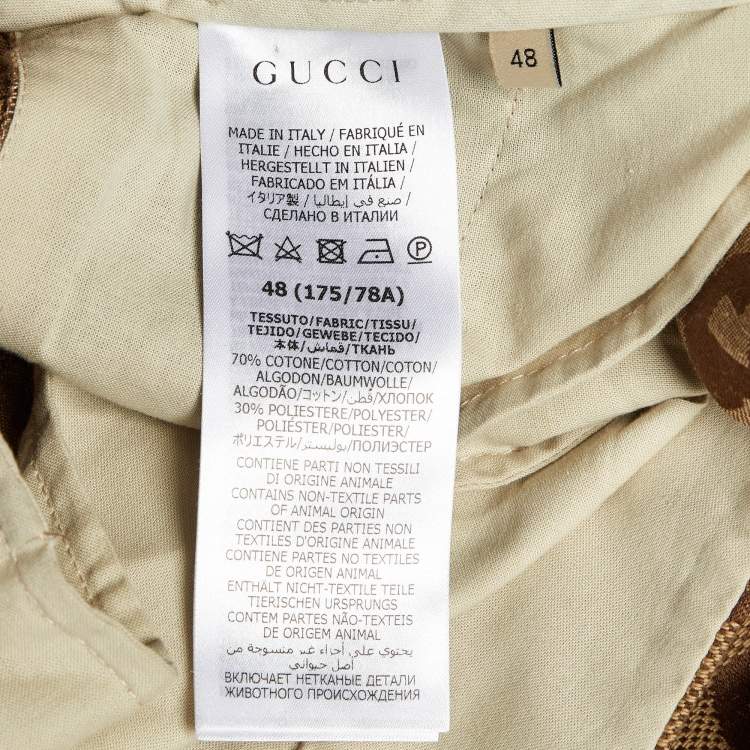 GUCCI
48
MADE IN ITALY / FABRIQUÉ EN
ITALIE / HECHO EN ITALIA /
HERGESTELLT IN ITALIEN /
FABRICADO EM ITÁLIA /
イタリア製 / صنع في إيطاليا /
СДЕЛАНО В ИТАЛИИ
P
48 (175/78A)
TESSUTO/FABRIC/TISSU/
TEJIDO/GEWEBE/TECIDO/
本体/قماش/ТКАНЬ
70% COTONE/COTTON/COTON/
ALGODON/BAUMWOLLE/
ALGODÃO/コットン/قطن/ХЛОПОК
30% POLIESTERE/POLYESTER/
POLIÉSTER/POLYESTER/POLIESTER/
ポリエステル/بوليستر/ПОЛИЭСТЕР
CONTIENE PARTI NON TESSILI
DI ORIGINE ANIMALE
CONTAINS NON-TEXTILE PARTS
OF ANIMAL ORIGIN
CONTIENT DES PARTIES NON
TEXTILES D'ORIGINE ANIMALE
CONTIENE PARTES NO TEXTILES
DE ORIGEN ANIMAL
ENTHÄLT NICHT-TEXTILE TEILE
TIERISCHEN URSPRUNGS
CONTEM PARTES NÃO TÊXTEIS
DE ORIGEM ANIMAL
يحتوي على أجزاء غير منسوجة من
أصل حيواني
ВКЛЮЧАЕТ НЕТКАНЫЕ ДЕТАЛИ
ЖИВОТНОГО ПРОИСХОЖДЕНИЯ